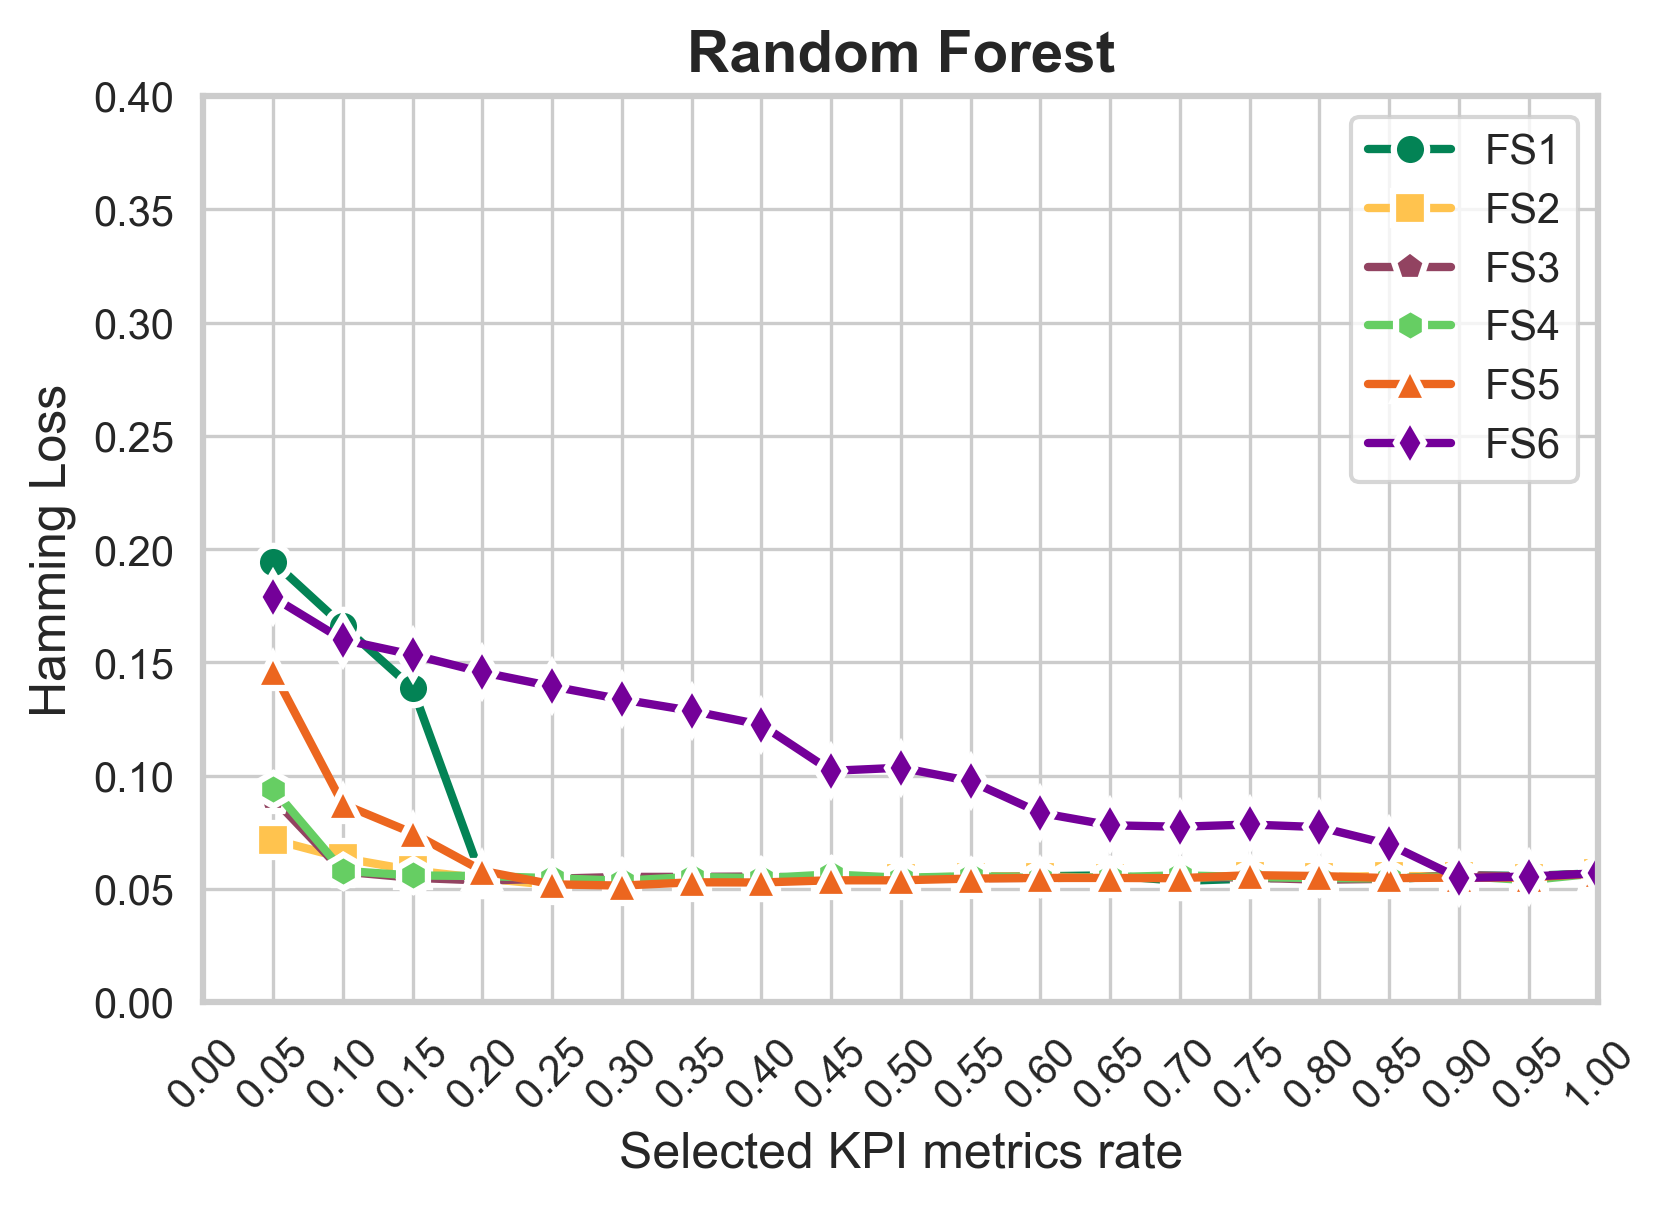 Random Forest
0.40
0.35
0.30
0.25
0.20
0.15
0.10
0.05
0.00
Hamming Loss
FS1
FS2
FS3
FS4
FS5
FS6
0.00 0.05 0.10 0.15 0.20 0.25 0.30 0.35 0.40 0.45 0.50 0.55 0.60 0.65 0.70 0.75 0.80 0.85 0.90 0.95 1.00
Selected KPI metrics rate